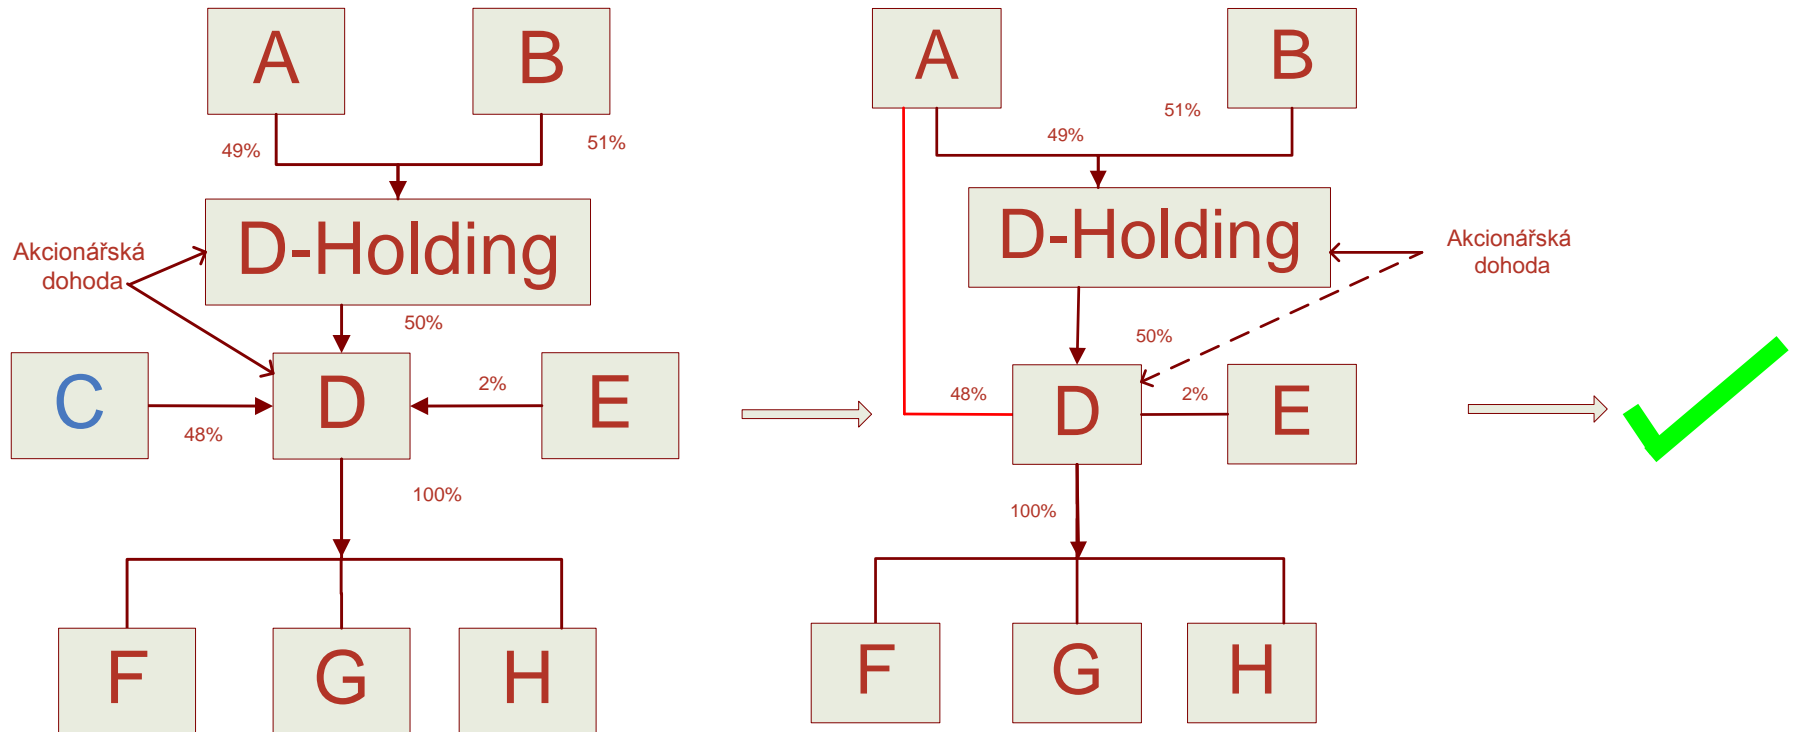 A
B
49%
51%
D-Holding
Akcionářská
dohoda
50%
C
D
E
48%
2%
100%
F
G
H
A
B
51%
49%
D-Holding
Akcionářská
dohoda
50%
48%
D
2%
E
100%
F
G
H